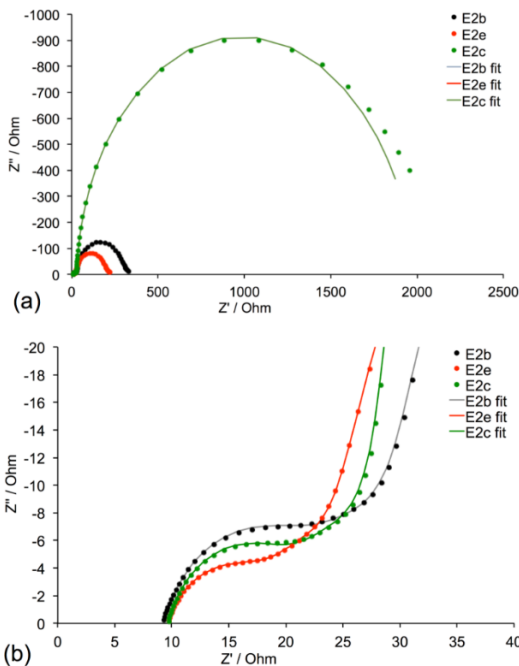 -1000
-900
-800
-700
-600
-500
-400
-300
-200
-100
0
Z" / Ohm
0 500 1000 1500 2000 2500
Z' / Ohm
E2b
E2e
E2c
E2b fit
E2e fit
E2c fit
(a)
-20
-18
-16
-14
-12
-10
-8
-6
-4
-2
0
Z" / Ohm
0 5 10 15 20 25 30 35 40
Z' / Ohm
E2b
E2e
E2c
E2b fit
E2e fit
E2c fit
(b)